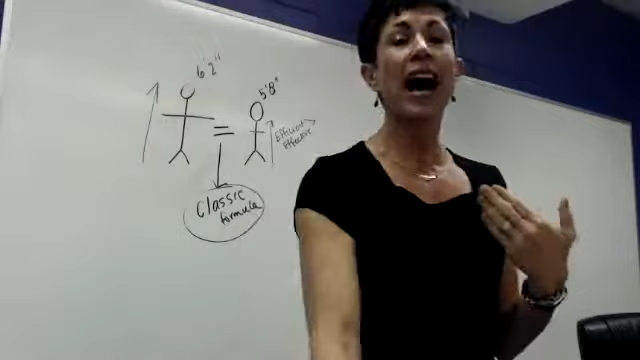 6'2"
5'8"
=
Efficient
Effective
Classic
formula